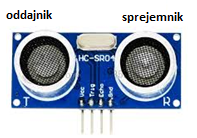 oddajnik sprejemnik
HC-SR04
Vcc Trig Echo Gnd
T R